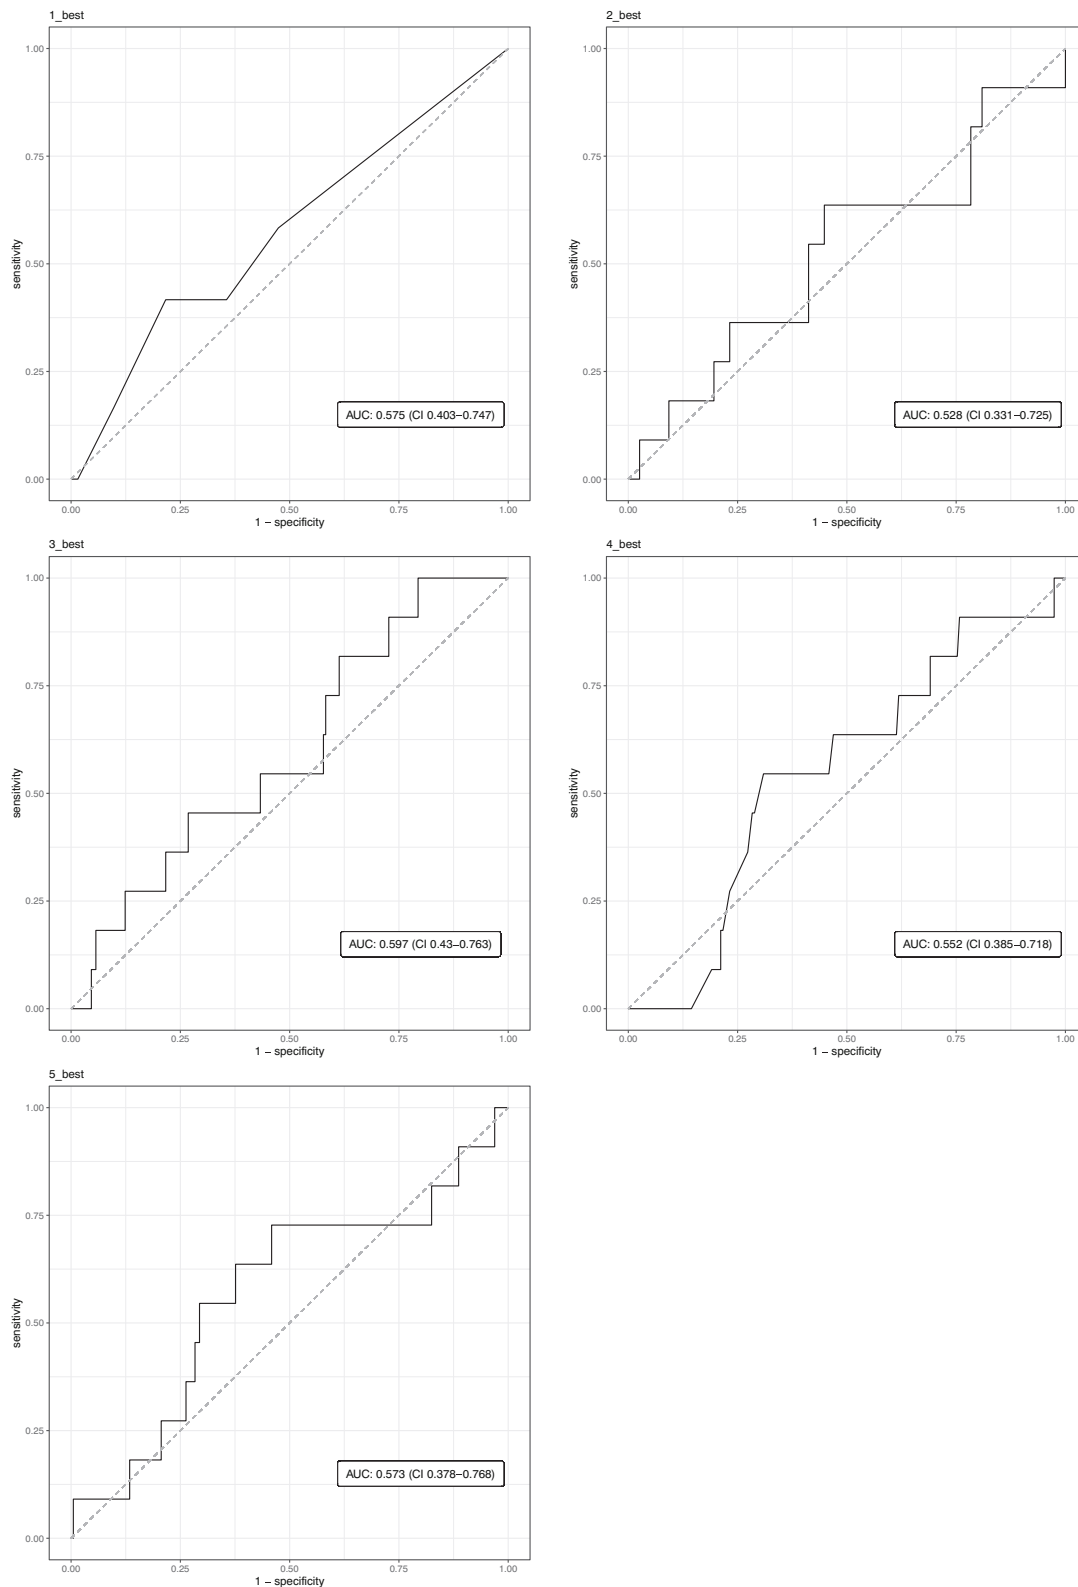 1_best
1.00
0.75
0.50
0.25
0.00
sensitivity
AUC: 0.575 (CI 0.403–0.747)
0.00 0.25 0.50 0.75 1.00
1 − specificity
2_best
1.00
0.75
0.50
0.25
0.00
sensitivity
AUC: 0.528 (CI 0.331–0.725)
0.00 0.25 0.50 0.75 1.00
1 − specificity
3_best
1.00
0.75
0.50
0.25
0.00
sensitivity
AUC: 0.597 (CI 0.43–0.763)
0.00 0.25 0.50 0.75 1.00
1 − specificity
4_best
1.00
0.75
0.50
0.25
0.00
sensitivity
AUC: 0.552 (CI 0.385–0.718)
0.00 0.25 0.50 0.75 1.00
1 − specificity
5_best
1.00
0.75
0.50
0.25
0.00
sensitivity
AUC: 0.573 (CI 0.378–0.768)
0.00 0.25 0.50 0.75 1.00
1 − specificity